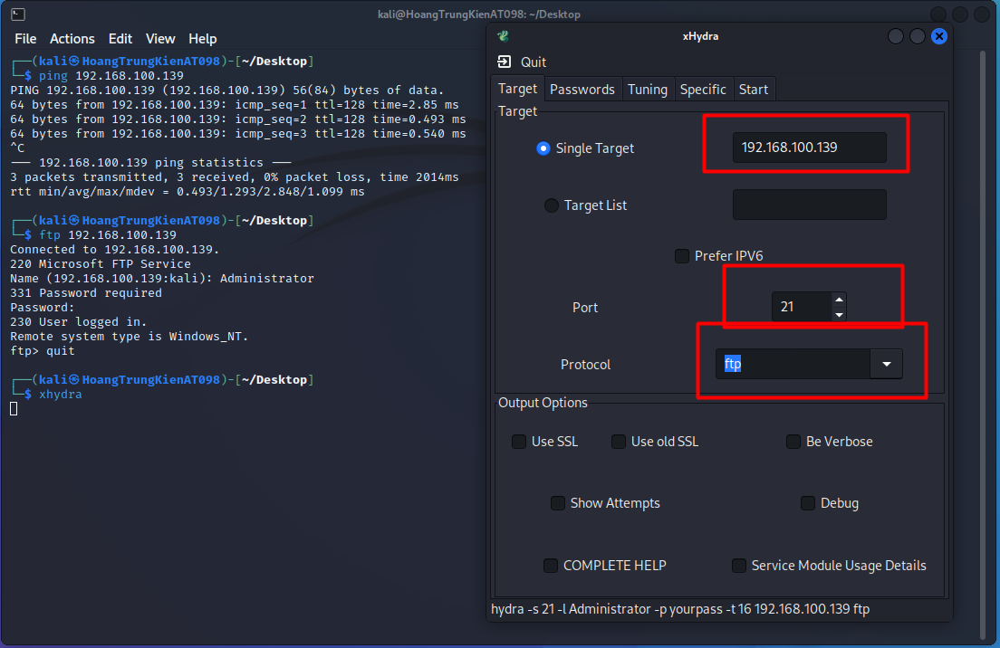 kali@HoangTrungKienAT098: ~/Desktop
File Actions Edit View Help
┌──(kali㉿HoangTrungKienAT098)-[~/Desktop]
└─$ ping 192.168.100.139
PING 192.168.100.139 (192.168.100.139) 56(84) bytes of data.
64 bytes from 192.168.100.139: icmp_seq=1 ttl=128 time=2.85 ms
64 bytes from 192.168.100.139: icmp_seq=2 ttl=128 time=0.493 ms
64 bytes from 192.168.100.139: icmp_seq=3 ttl=128 time=0.540 ms
^C
--- 192.168.100.139 ping statistics ---
3 packets transmitted, 3 received, 0% packet loss, time 2014ms
rtt min/avg/max/mdev = 0.493/1.293/2.848/1.099 ms
┌──(kali㉿HoangTrungKienAT098)-[~/Desktop]
└─$ ftp 192.168.100.139
Connected to 192.168.100.139.
220 Microsoft FTP Service
Name (192.168.100.139:kali): Administrator
331 Password required
Password:
230 User logged in.
Remote system type is Windows_NT.
ftp> quit
┌──(kali㉿HoangTrungKienAT098)-[~/Desktop]
└─$ xhydra
xHydra
Quit
Target Passwords Tuning Specific Start
Target
Single Target 192.168.100.139
Target List
Prefer IPV6
Port 21
Protocol ftp
Output Options
Use SSL Use old SSL Be Verbose
Show Attempts Debug
COMPLETE HELP Service Module Usage Details
hydra -s 21 -l Administrator -p yourpass -t 16 192.168.100.139 ftp